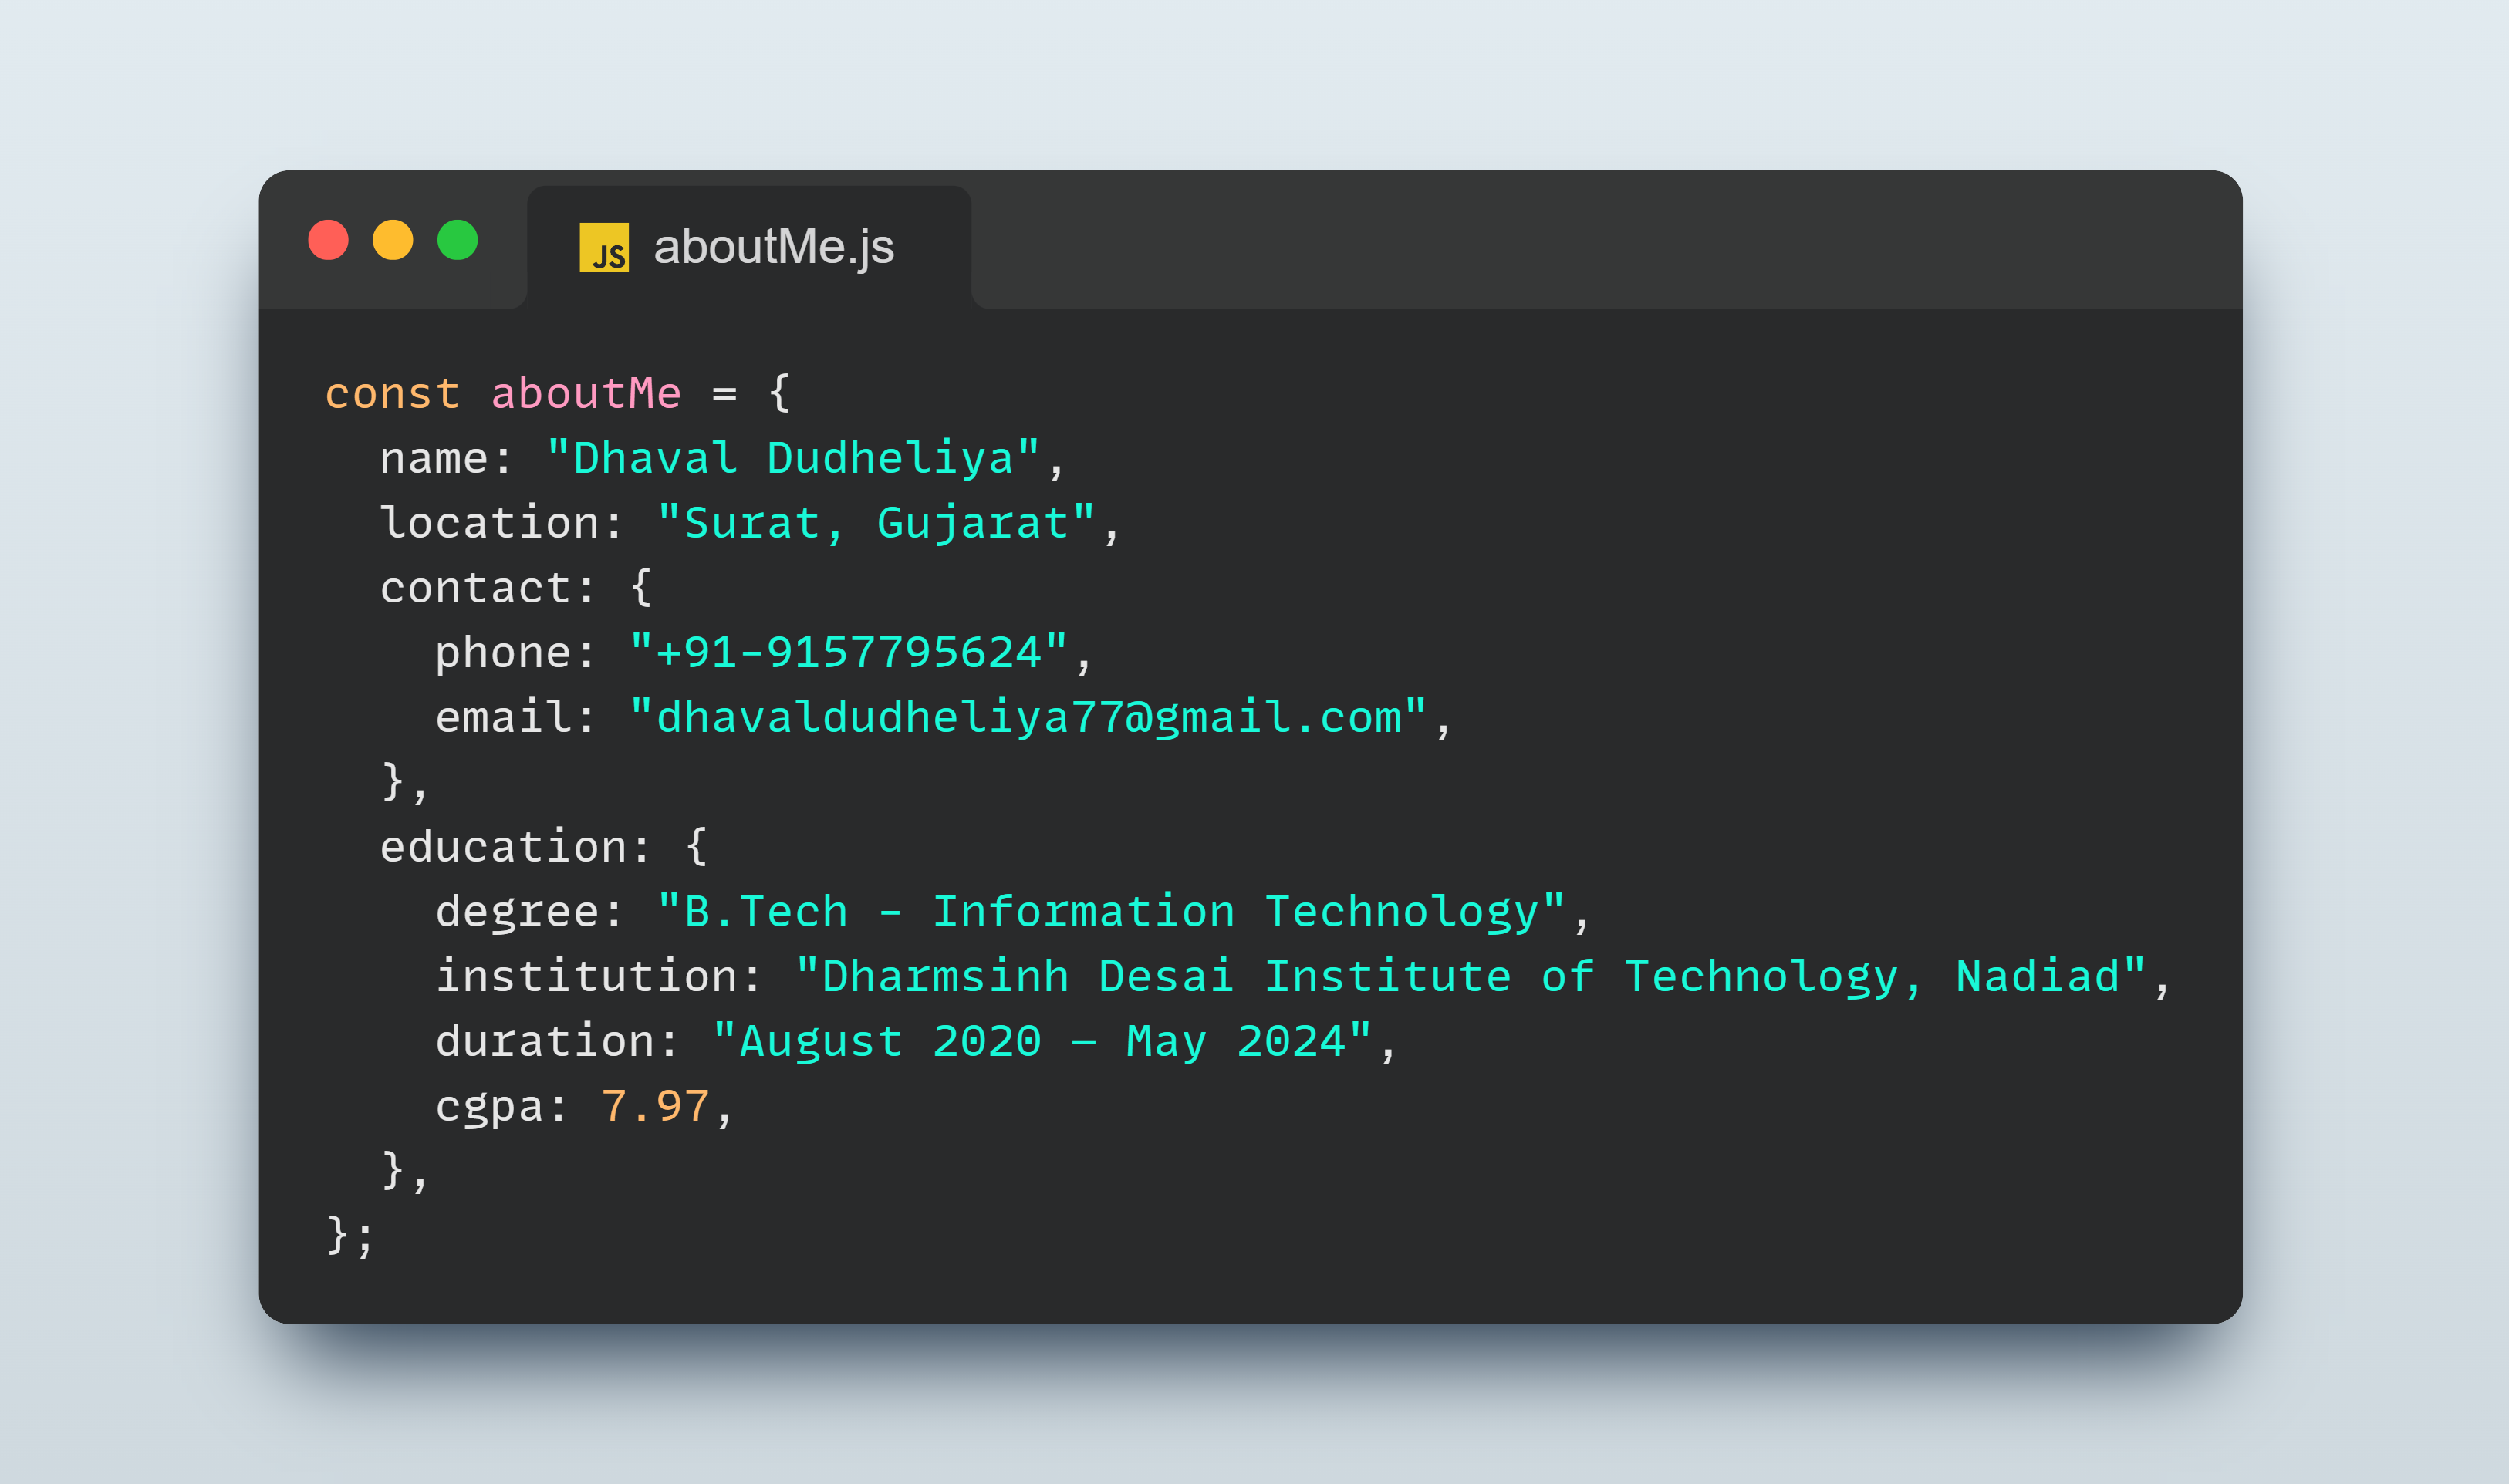 JS aboutMe.js
const aboutMe = {
  name: "Dhaval Dudheliya",
  location: "Surat, Gujarat",
  contact: {
    phone: "+91-9157795624",
    email: "dhavaldudheliya77@gmail.com",
  },
  education: {
    degree: "B.Tech - Information Technology",
    institution: "Dharmsinh Desai Institute of Technology, Nadiad",
    duration: "August 2020 – May 2024",
    cgpa: 7.97,
  },
};